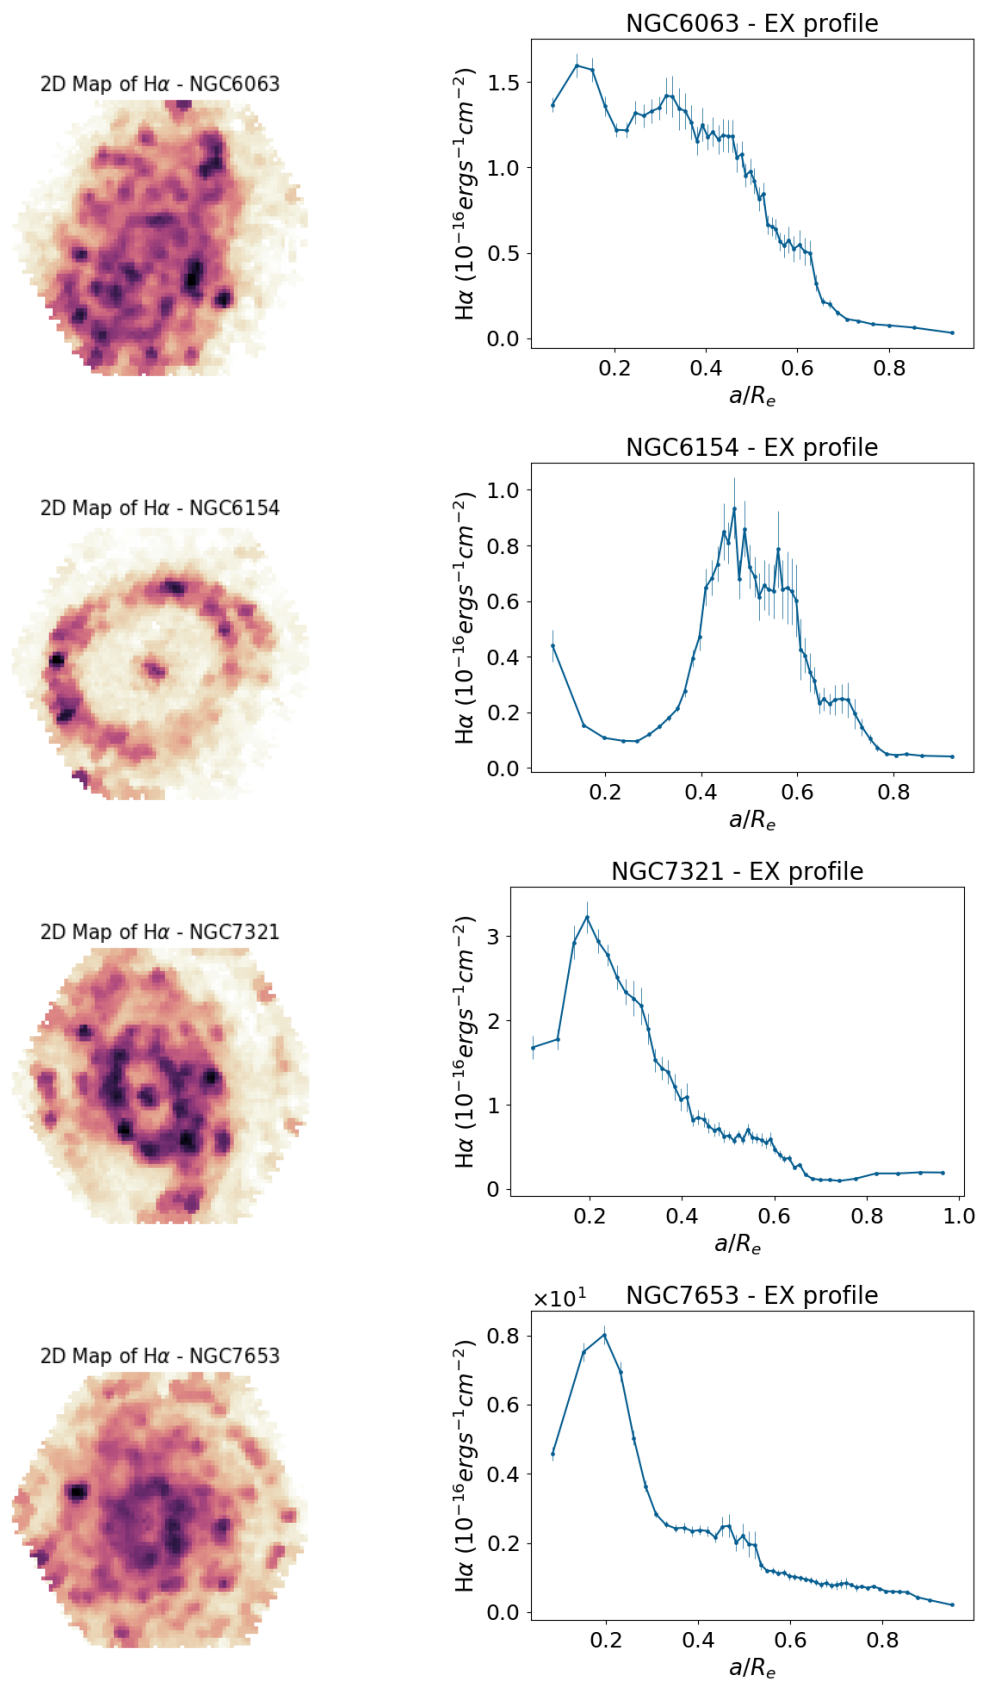 NGC6063 - EX profile
2D Map of Hα - NGC6063
Hα (10⁻¹⁶ergs⁻¹cm⁻²)
1.5
1.0
0.5
0.0
0.2 0.4 0.6 0.8
a/Rₑ
NGC6154 - EX profile
2D Map of Hα - NGC6154
Hα (10⁻¹⁶ergs⁻¹cm⁻²)
1.0
0.8
0.6
0.4
0.2
0.0
0.2 0.4 0.6 0.8
a/Rₑ
NGC7321 - EX profile
2D Map of Hα - NGC7321
Hα (10⁻¹⁶ergs⁻¹cm⁻²)
3
2
1
0
0.2 0.4 0.6 0.8 1.0
a/Rₑ
×10¹ NGC7653 - EX profile
2D Map of Hα - NGC7653
Hα (10⁻¹⁶ergs⁻¹cm⁻²)
0.8
0.6
0.4
0.2
0.0
0.2 0.4 0.6 0.8
a/Rₑ